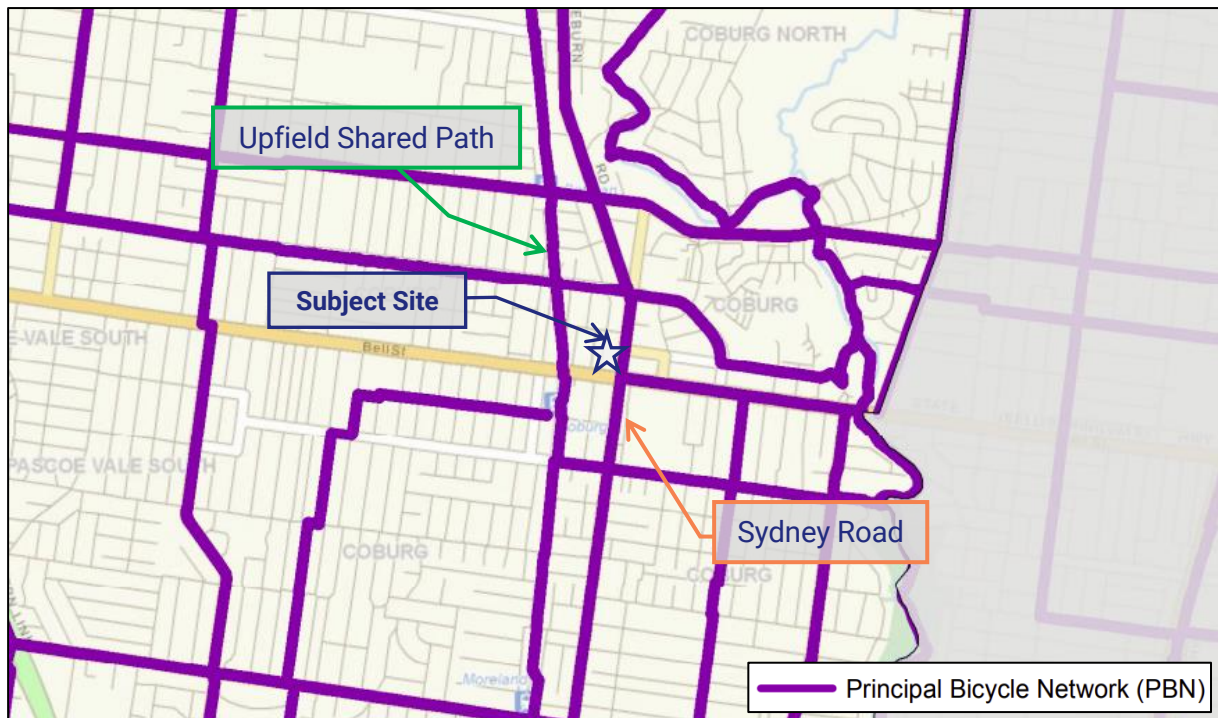 COBURG NORTH
Upfield Shared Path
RD
Subject Site
COBURG
E-VALE SOUTH
Bell St
PASCOE VALE SOUTH
Sydney Road
COBURG
COBURG
Moreland
Principal Bicycle Network (PBN)